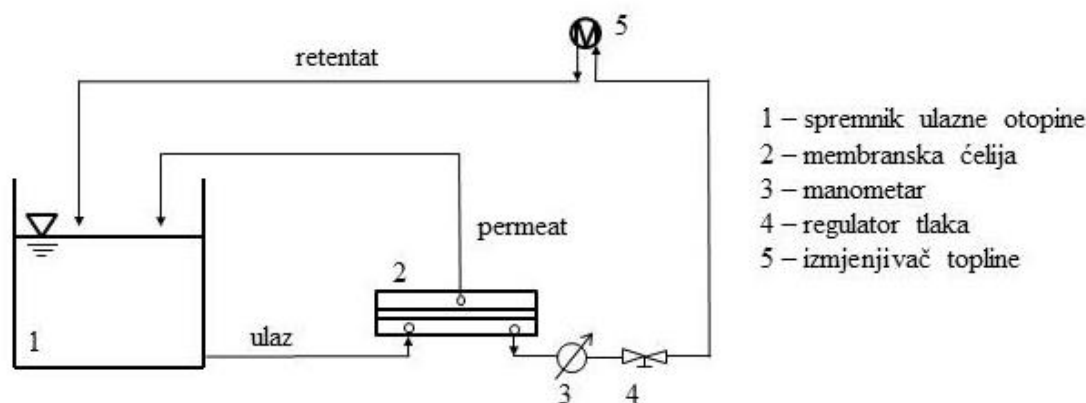 5
retentat
1 – spremnik ulazne otopine
2 – membranska ćelija
3 – manometar
4 – regulator tlaka
5 – izmjenjivač topline
permeat
2
1
ulaz
3
4